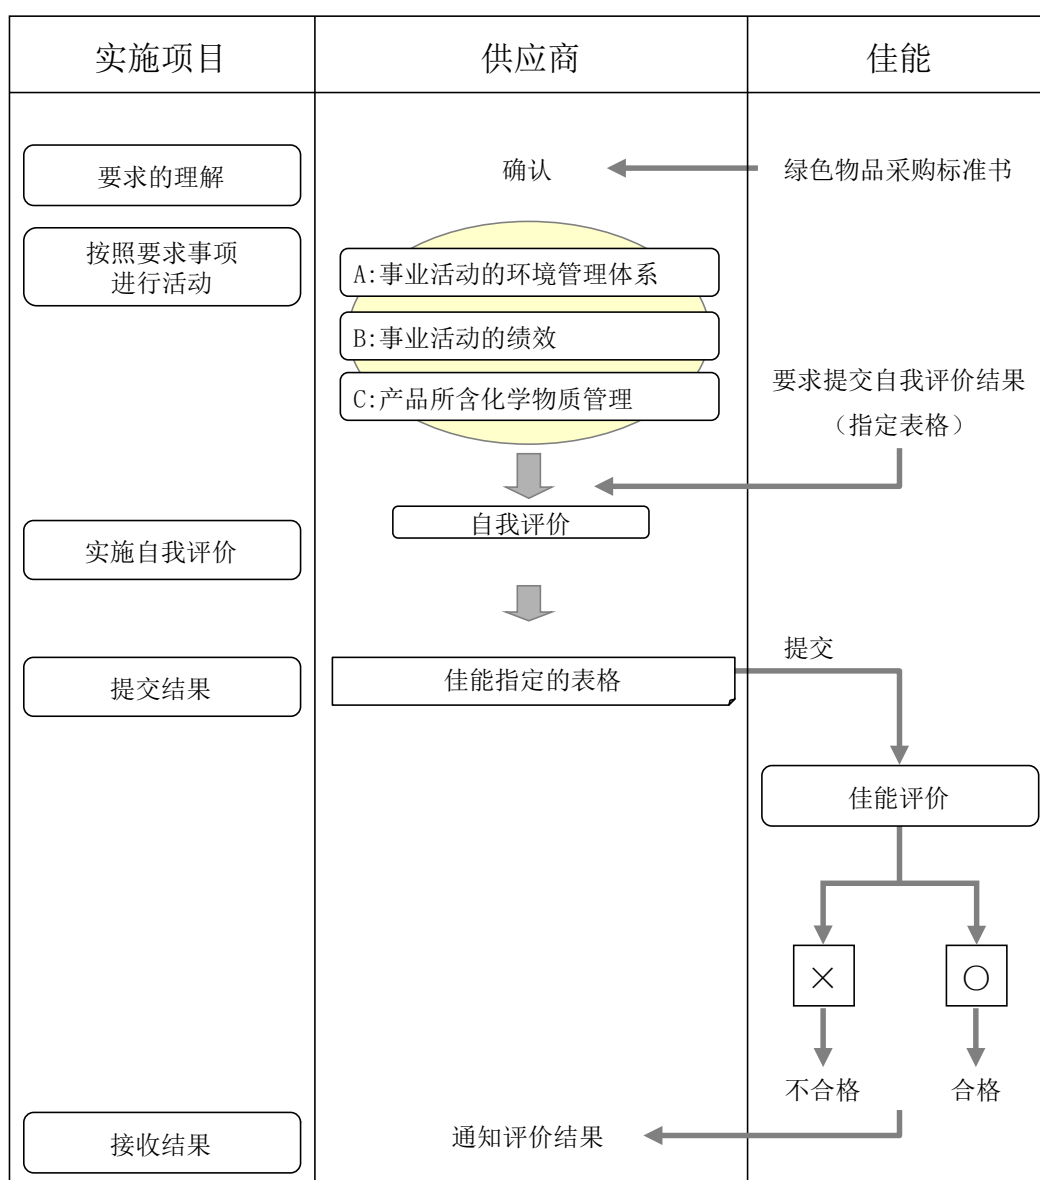 实施项目
供应商
佳能
要求的理解
确认
绿色物品采购标准书
按照要求事项
进行活动
A:事业活动的环境管理体系
B:事业活动的绩效
C:产品所含化学物质管理
要求提交自我评价结果
（指定表格）
自我评价
实施自我评价
提交
提交结果
佳能指定的表格
佳能评价
×
○
不合格
合格
接收结果
通知评价结果